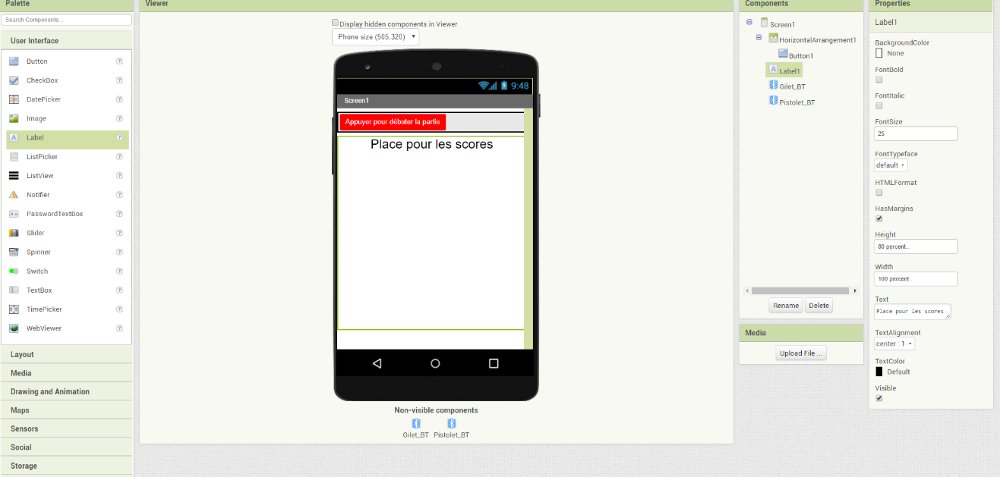 Palette
Search Components...
User Interface
Button
CheckBox
DatePicker
Image
Label
ListPicker
ListView
Notifier
PasswordTextBox
Slider
Spinner
Switch
TextBox
TimePicker
WebViewer
Layout
Media
Drawing and Animation
Maps
Sensors
Social
Storage
Viewer
Display hidden components in Viewer
Phone size (505,320)
9:48
Screen1
Appuyer pour débuter la partie
Place pour les scores
Non-visible components
Gilet_BT Pistolet_BT
Components
Screen1
HorizontalArrangement1
Button1
Label1
Gilet_BT
Pistolet_BT
Rename Delete
Media
Upload File ...
Properties
Label1
BackgroundColor
None
FontBold
FontItalic
FontSize
25
FontTypeface
default
HTMLFormat
HasMargins
Height
80 percent...
Width
100 percent...
Text
Place pour les scores
TextAlignment
center : 1
TextColor
Default
Visible